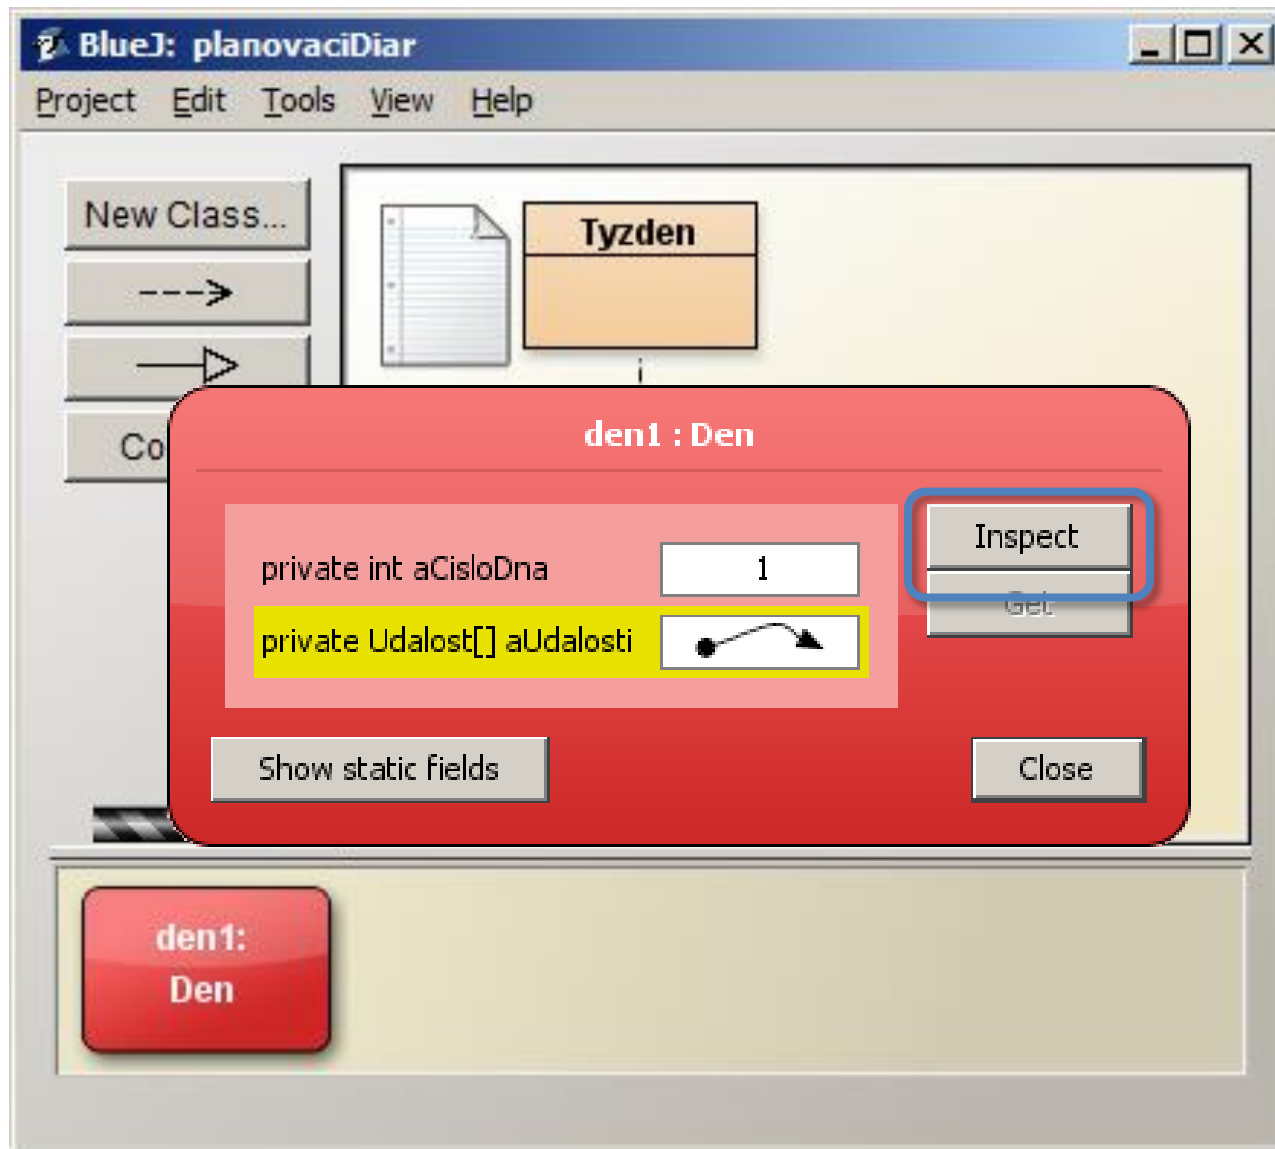 BlueJ: planovaciDiar
Project Edit Tools View Help
New Class...
Tyzden
Co
den1 : Den
Inspect
private int aCisloDna 1
Get
private Udalost[] aUdalosti
Show static fields
Close
den1:
Den